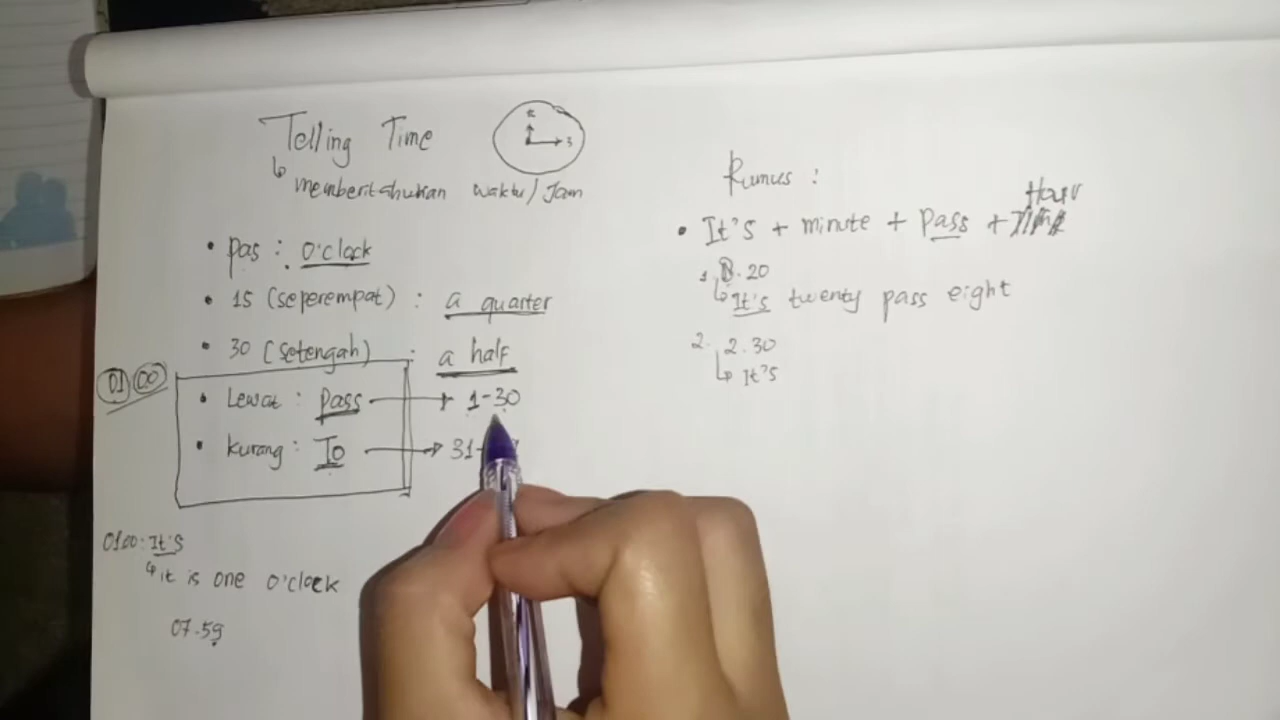 Telling Time
12
3
↳ memberitahukan waktu/Jam
• pas : O'clock
• 15 (seperempat) : a quarter
• 30 (setengah) : a half
01 00
• Lewat : pass → 1-30
• kurang : To → 31-
01.00 : It's
↳ it is one o'clock
07.59
Rumus :
Hour
• It's + minute + pass +
1. 8.20
↳ It's twenty pass eight
2. 2.30
↳ It's